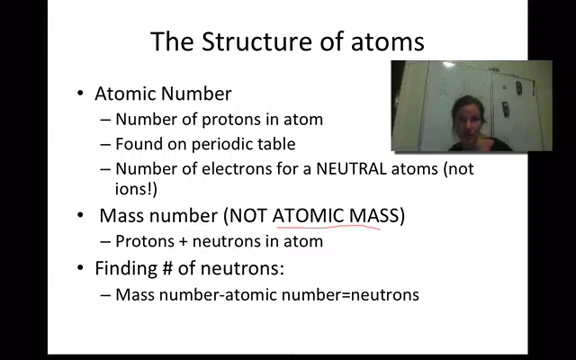 The Structure of atoms
• Atomic Number
– Number of protons in atom
– Found on periodic table
– Number of electrons for a NEUTRAL atoms (not
ions!)
• Mass number (NOT ATOMIC MASS)
– Protons + neutrons in atom
• Finding # of neutrons:
– Mass number-atomic number=neutrons